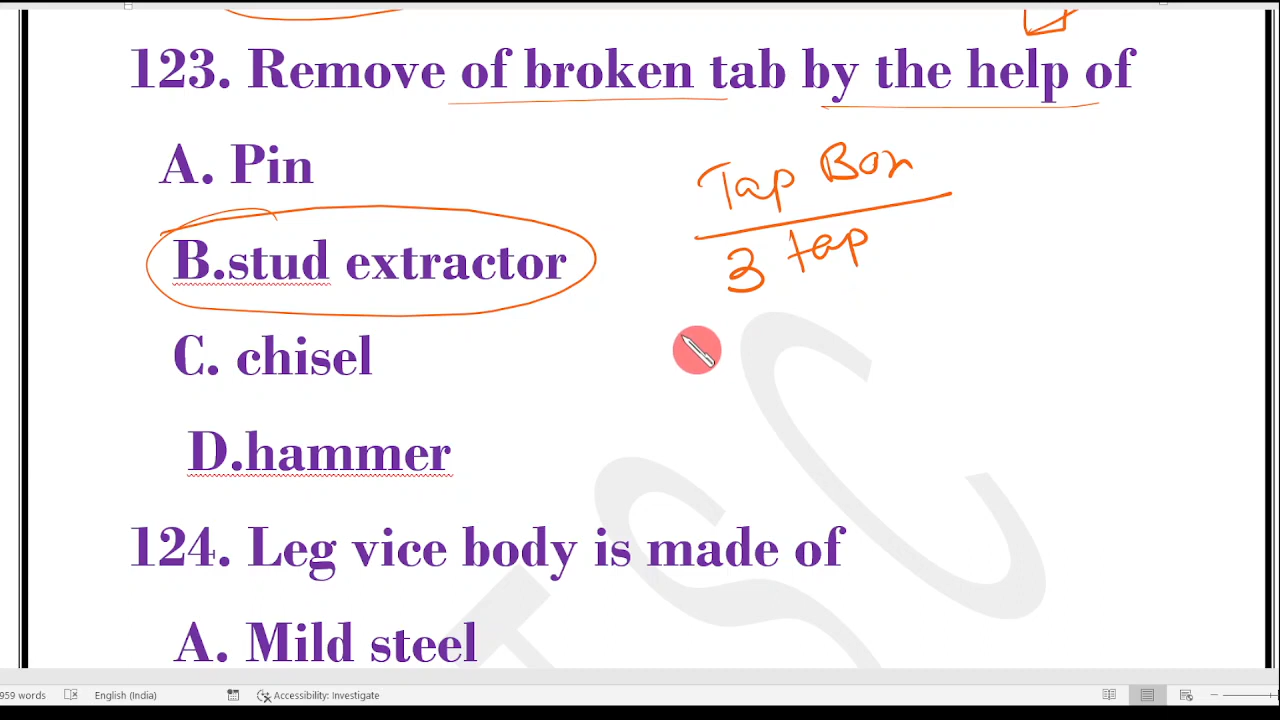 123. Remove of broken tab by the help of
A. Pin
Tap Box
B.stud extractor
3 tap
C. chisel
D.hammer
124. Leg vice body is made of
A. Mild steel
TSC
959 words English (India) Accessibility: Investigate